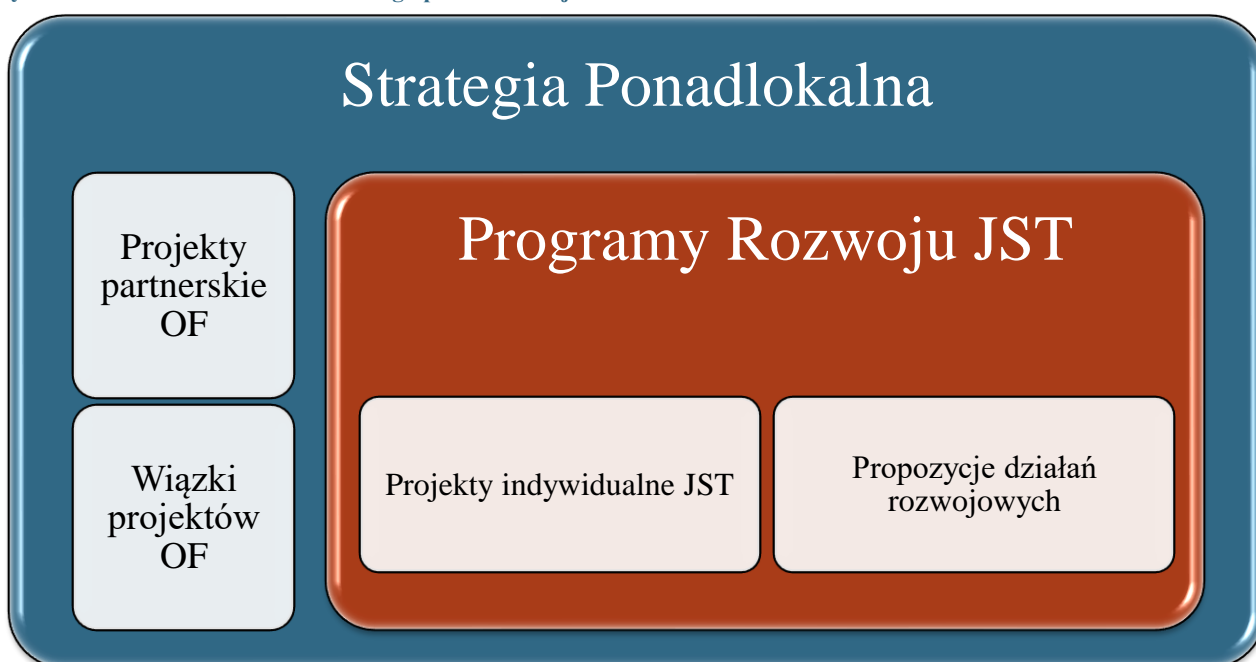 Strategia Ponadlokalna
Projekty
partnerskie
OF
Programy Rozwoju JST
Wiązki
projektów
OF
Projekty indywidualne JST
Propozycje działań
rozwojowych